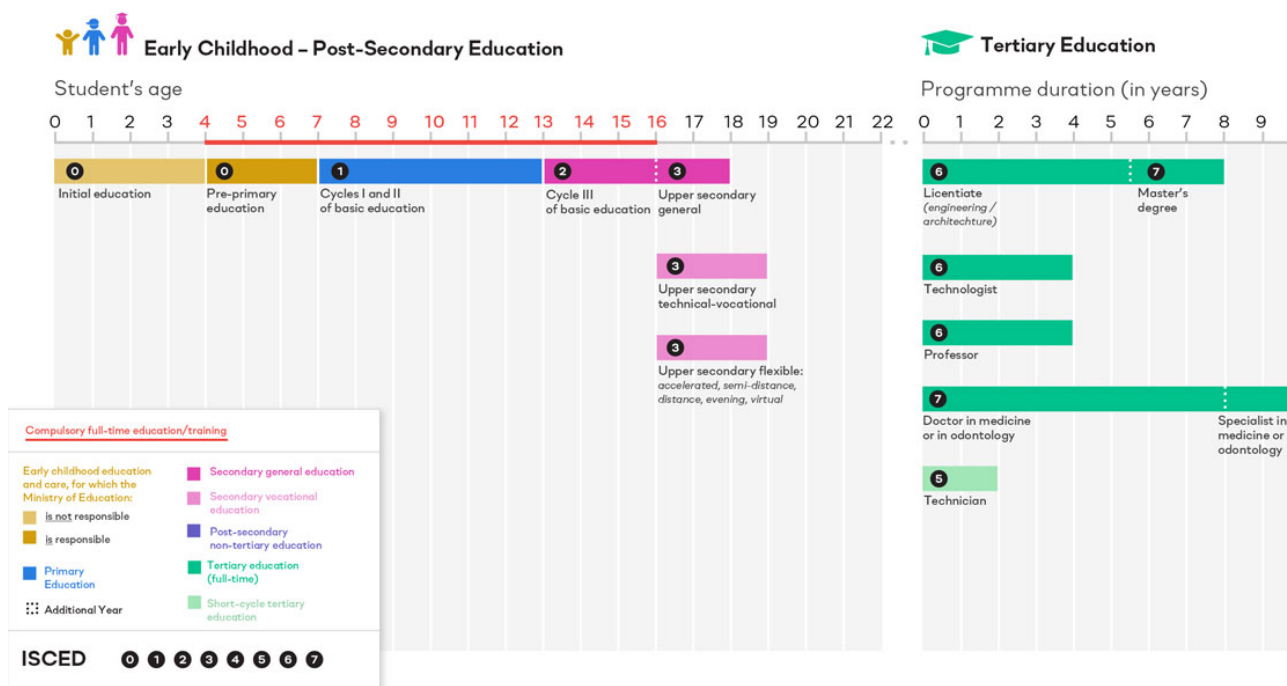 Early Childhood – Post-Secondary Education
Student's age
0 1 2 3 4 5 6 7 8 9 10 11 12 13 14 15 16 17 18 19 20 21 22
0
Initial education
0
Pre-primary
education
1
Cycles I and II
of basic education
2
Cycle III
of basic education
3
Upper secondary
general
3
Upper secondary
technical-vocational
3
Upper secondary flexible:
accelerated, semi-distance,
distance, evening, virtual
Tertiary Education
Programme duration (in years)
0 1 2 3 4 5 6 7 8 9
6
Licentiate
(engineering /
architechture)
7
Master's
degree
6
Technologist
6
Professor
7
Doctor in medicine
or in odontology
Specialist in
medicine or
odontology
5
Technician
Compulsory full-time education/training
Early childhood education
and care, for which the
Ministry of Education:
is not responsible
is responsible
Primary
Education
Additional Year
Secondary general education
Secondary vocational
education
Post-secondary
non-tertiary education
Tertiary education
(full-time)
Short-cycle tertiary
education
ISCED 0 1 2 3 4 5 6 7